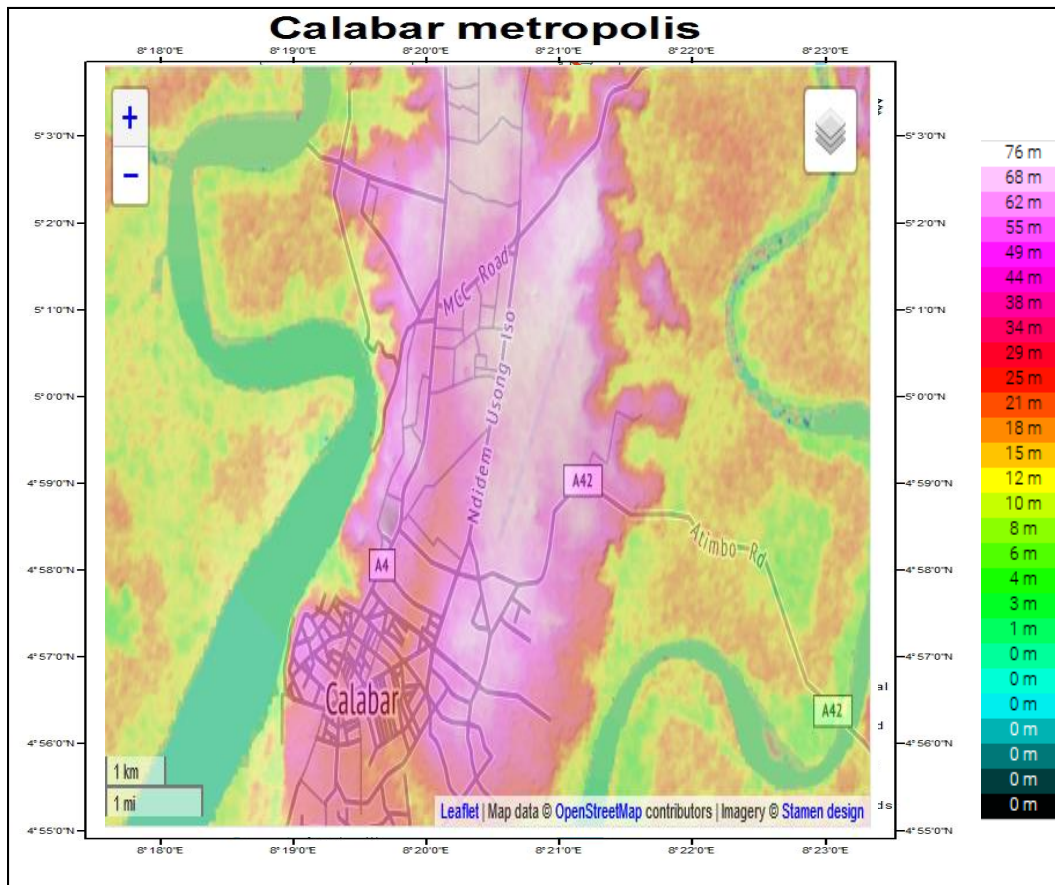 Calabar metropolis
8° 18'0"E 8° 19'0"E 8° 20'0"E 8° 21'0"E 8° 22'0"E 8° 23'0"E
+
−
5° 3'0"N 5° 3'0"N
5° 2'0"N 5° 2'0"N
5° 1'0"N 5° 1'0"N
5° 0'0"N 5° 0'0"N
4° 59'0"N 4° 59'0"N
4° 58'0"N 4° 58'0"N
4° 57'0"N 4° 57'0"N
4° 56'0"N 4° 56'0"N
4° 55'0"N 4° 55'0"N
MCC Road
Ndidem Usong Iso
A42
Atimbo Rd
A4
Calabar
A42
al
d
ds
1 km
1 mi
Leaflet | Map data © OpenStreetMap contributors | Imagery © Stamen design
8° 18'0"E 8° 19'0"E 8° 20'0"E 8° 21'0"E 8° 22'0"E 8° 23'0"E
76 m
68 m
62 m
55 m
49 m
44 m
38 m
34 m
29 m
25 m
21 m
18 m
15 m
12 m
10 m
8 m
6 m
4 m
3 m
1 m
0 m
0 m
0 m
0 m
0 m
0 m
0 m